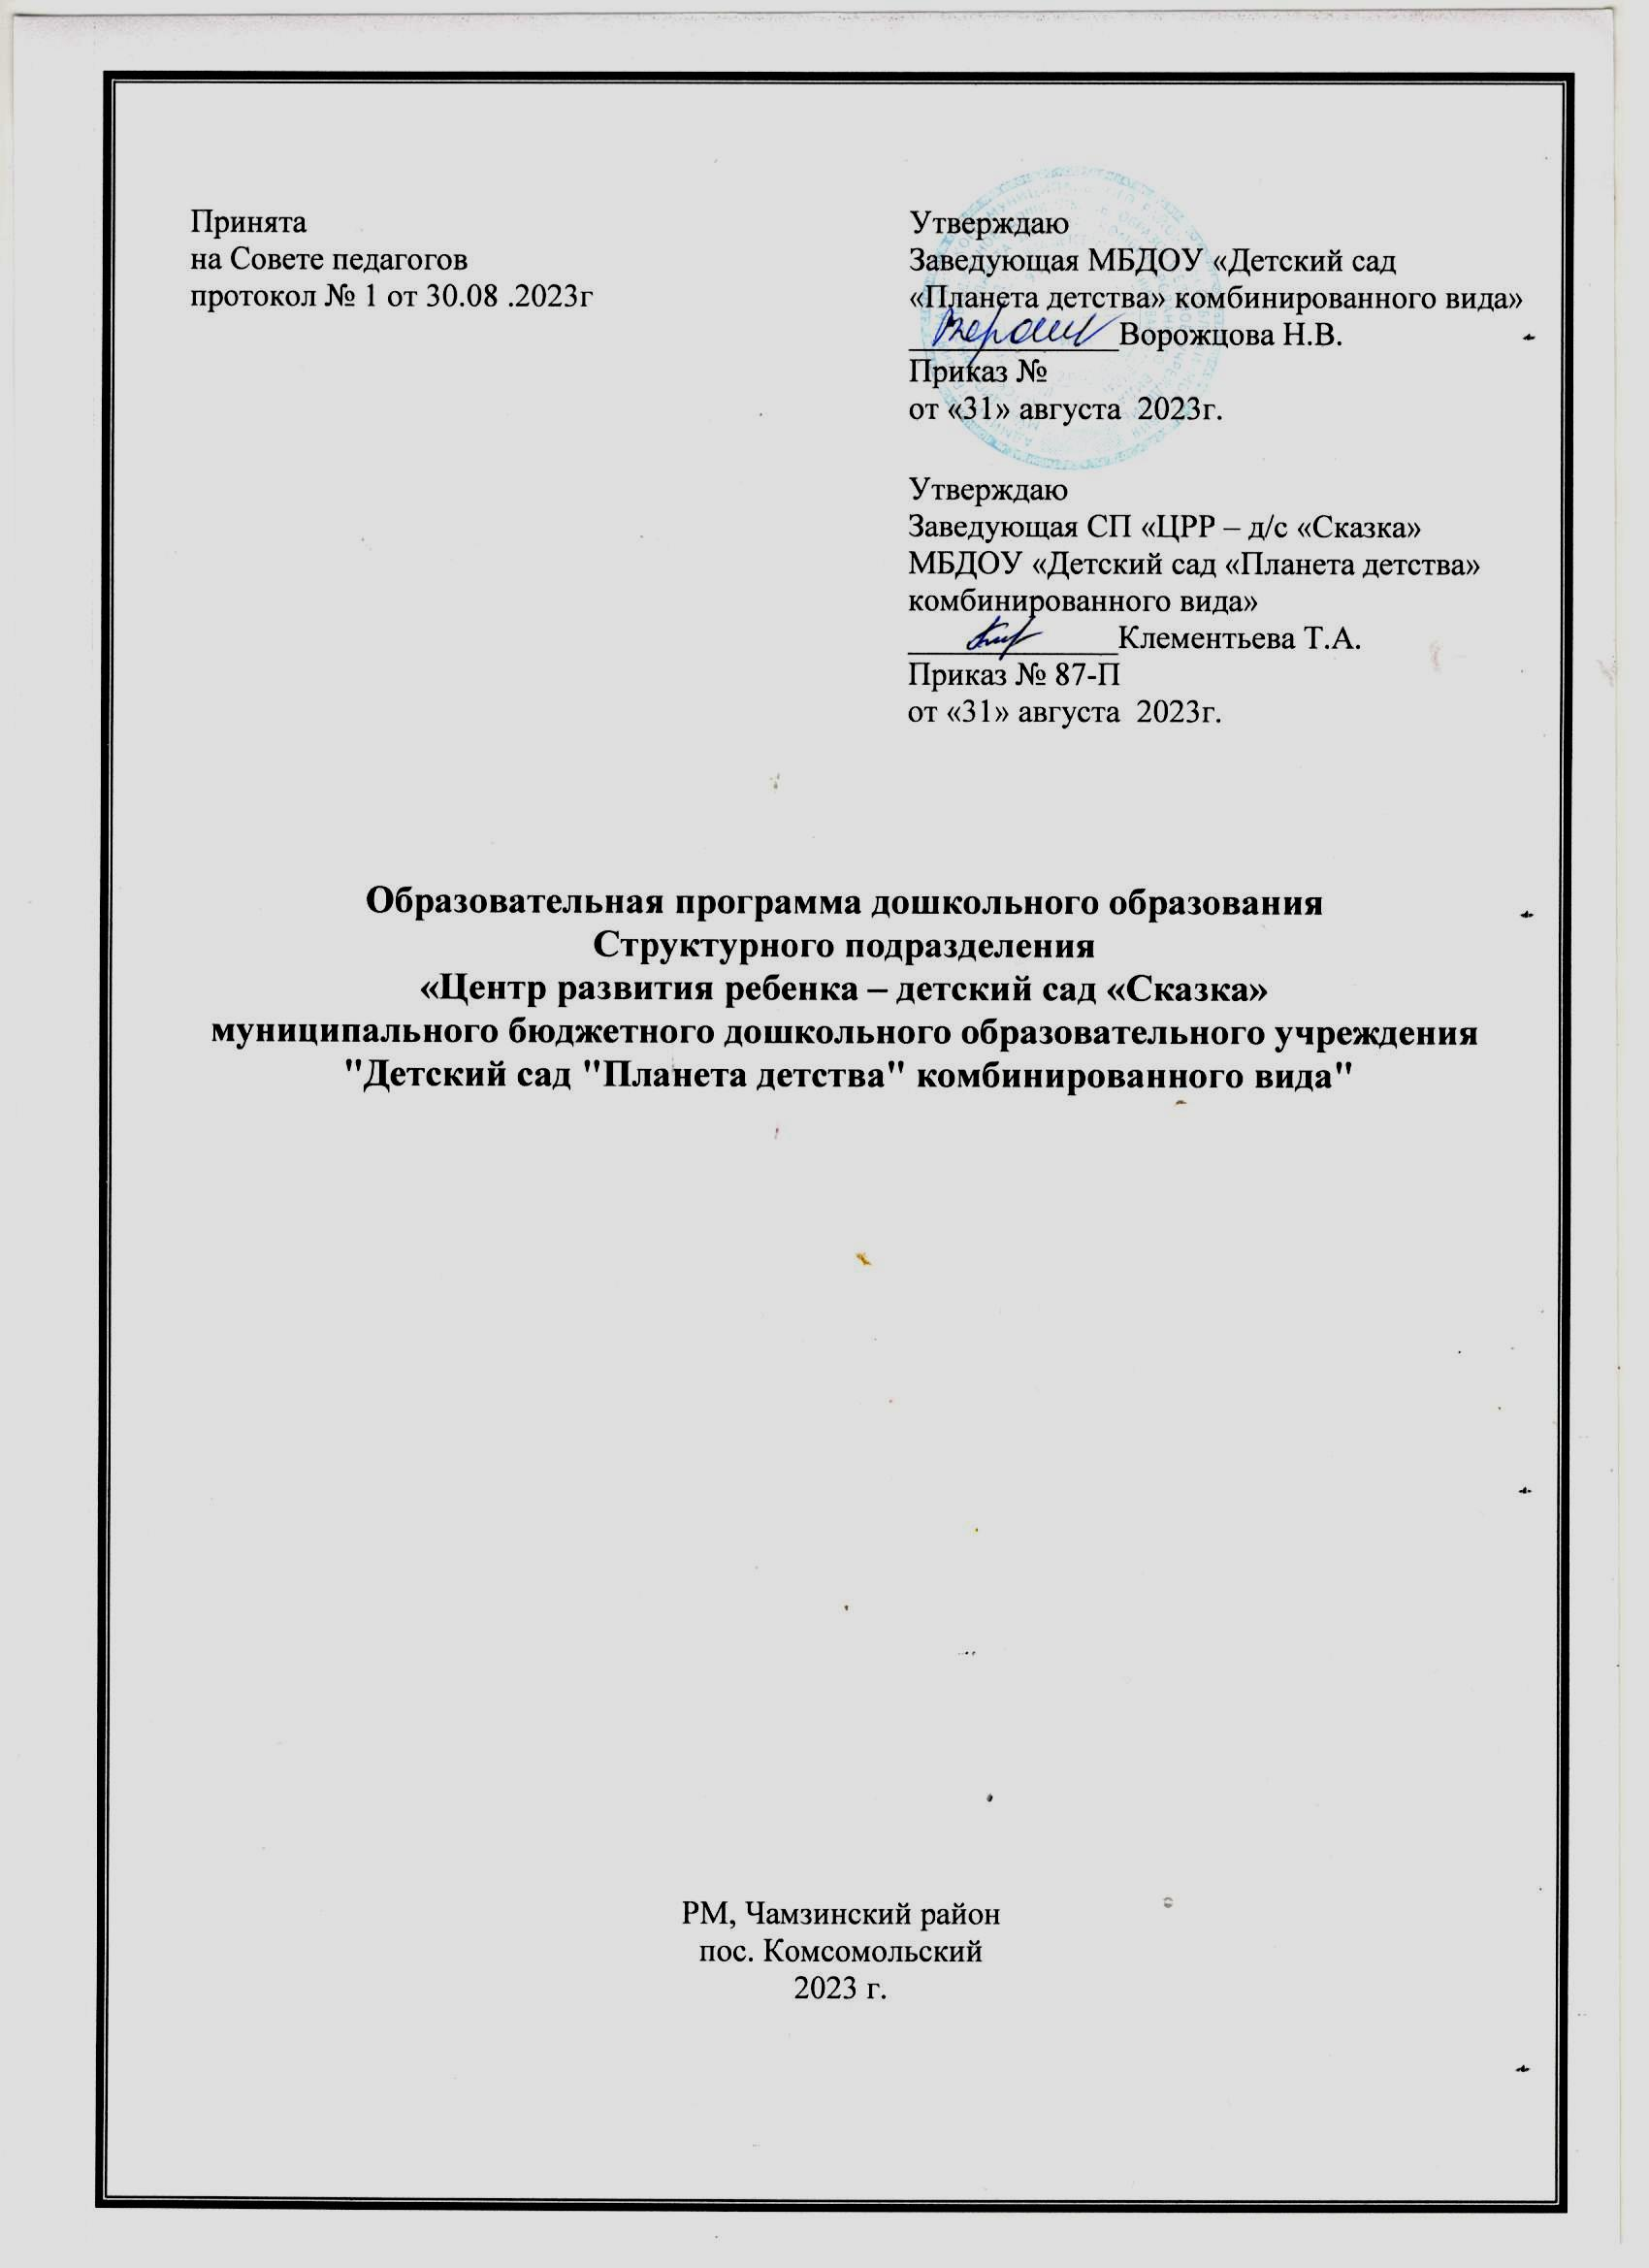 Принята
на Совете педагогов
протокол № 1 от 30.08 .2023г
Утверждаю
Заведующая МБДОУ «Детский сад
«Планета детства» комбинированного вида»
______________Ворожцова Н.В.
Приказ №
от «31» августа  2023г.
Утверждаю
Заведующая СП «ЦРР – д/с «Сказка»
МБДОУ «Детский сад «Планета детства»
комбинированного вида»
______________Клементьева Т.А.
Приказ № 87-П
от «31» августа  2023г.
Образовательная программа дошкольного образования
Структурного подразделения
«Центр развития ребенка – детский сад «Сказка»
муниципального бюджетного дошкольного образовательного учреждения
"Детский сад "Планета детства" комбинированного вида"
РМ, Чамзинский район
пос. Комсомольский
2023 г.